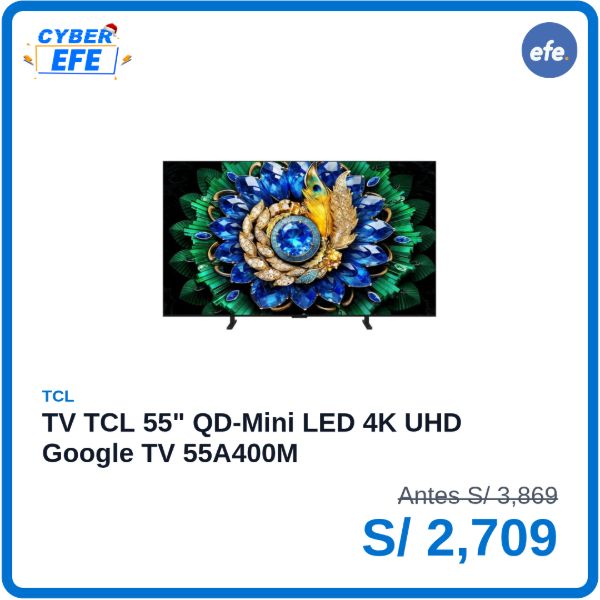 CYBER
EFE
efe.
TCL
TV TCL 55" QD-Mini LED 4K UHD
Google TV 55A400M
Antes S/ 3,869
S/ 2,709